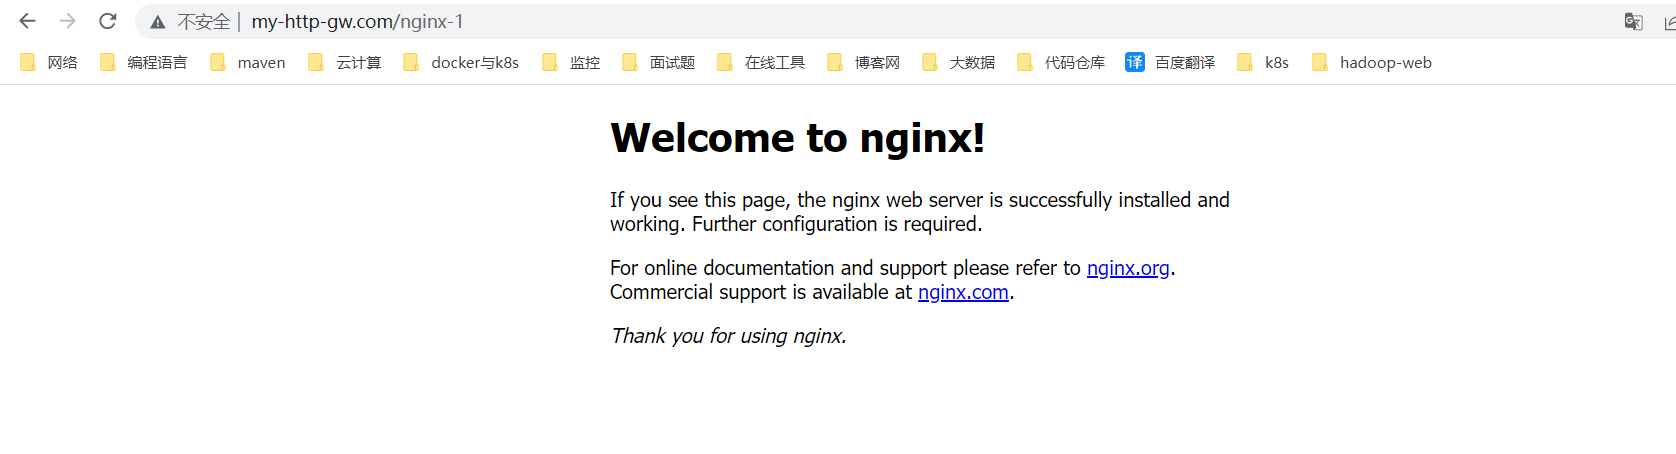 不安全 | my-http-gw.com/nginx-1
网络 编程语言 maven 云计算 docker与k8s 监控 面试题 在线工具 博客网 大数据 代码仓库 译 百度翻译 k8s hadoop-web
Welcome to nginx!
If you see this page, the nginx web server is successfully installed and
working. Further configuration is required.
For online documentation and support please refer to nginx.org.
Commercial support is available at nginx.com.
Thank you for using nginx.